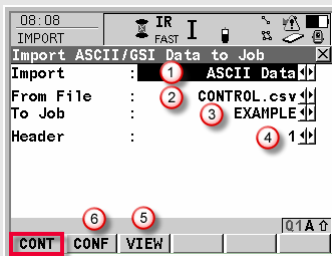 08:08
IMPORT
IR
FAST
I
Import ASCII/GSI Data to Job
Import : 1 ASCII Data
From File : 2 CONTROL.csv
To Job : 3 EXAMPLE
Header : 4 1
6 5
Q1A
CONT CONF VIEW